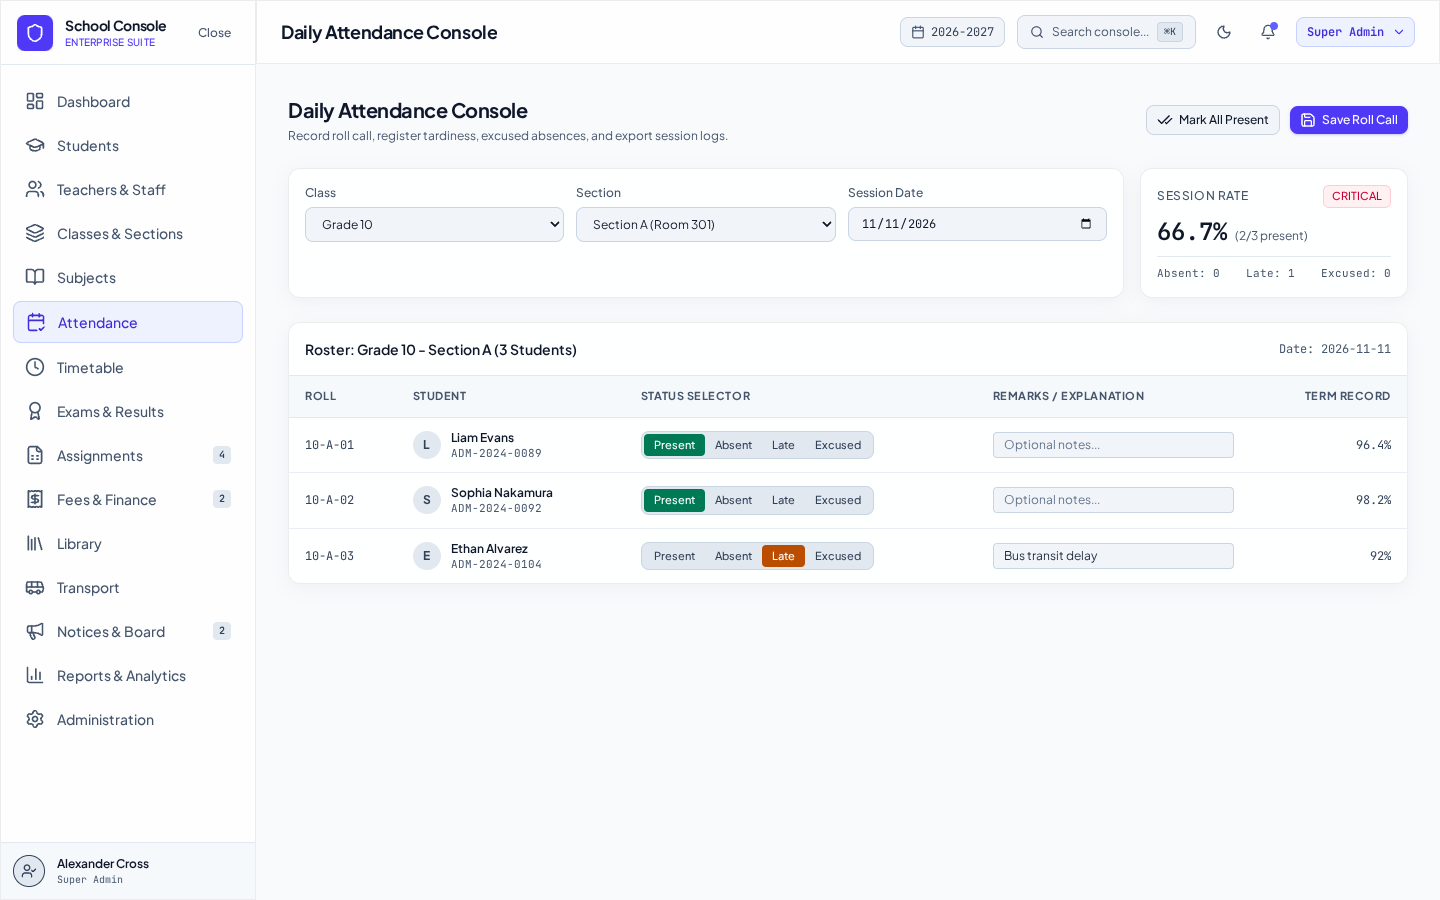 School Console
ENTERPRISE SUITE
Close
Dashboard
Students
Teachers & Staff
Classes & Sections
Subjects
Attendance
Timetable
Exams & Results
Assignments 4
Fees & Finance 2
Library
Transport
Notices & Board 2
Reports & Analytics
Administration
Alexander Cross
Super Admin
Daily Attendance Console
2026-2027
Search console... ⌘K
Super Admin
Daily Attendance Console
Record roll call, register tardiness, excused absences, and export session logs.
Mark All Present
Save Roll Call
Class
Grade 10
Section
Section A (Room 301)
Session Date
11/11/2026
SESSION RATE
CRITICAL
66.7% (2/3 present)
Absent: 0 Late: 1 Excused: 0
Roster: Grade 10 - Section A (3 Students)
Date: 2026-11-11
ROLL STUDENT STATUS SELECTOR REMARKS / EXPLANATION TERM RECORD
10-A-01 L Liam Evans Present Absent Late Excused Optional notes... 96.4%
ADM-2024-0089
10-A-02 S Sophia Nakamura Present Absent Late Excused Optional notes... 98.2%
ADM-2024-0092
10-A-03 E Ethan Alvarez Present Absent Late Excused Bus transit delay 92%
ADM-2024-0104